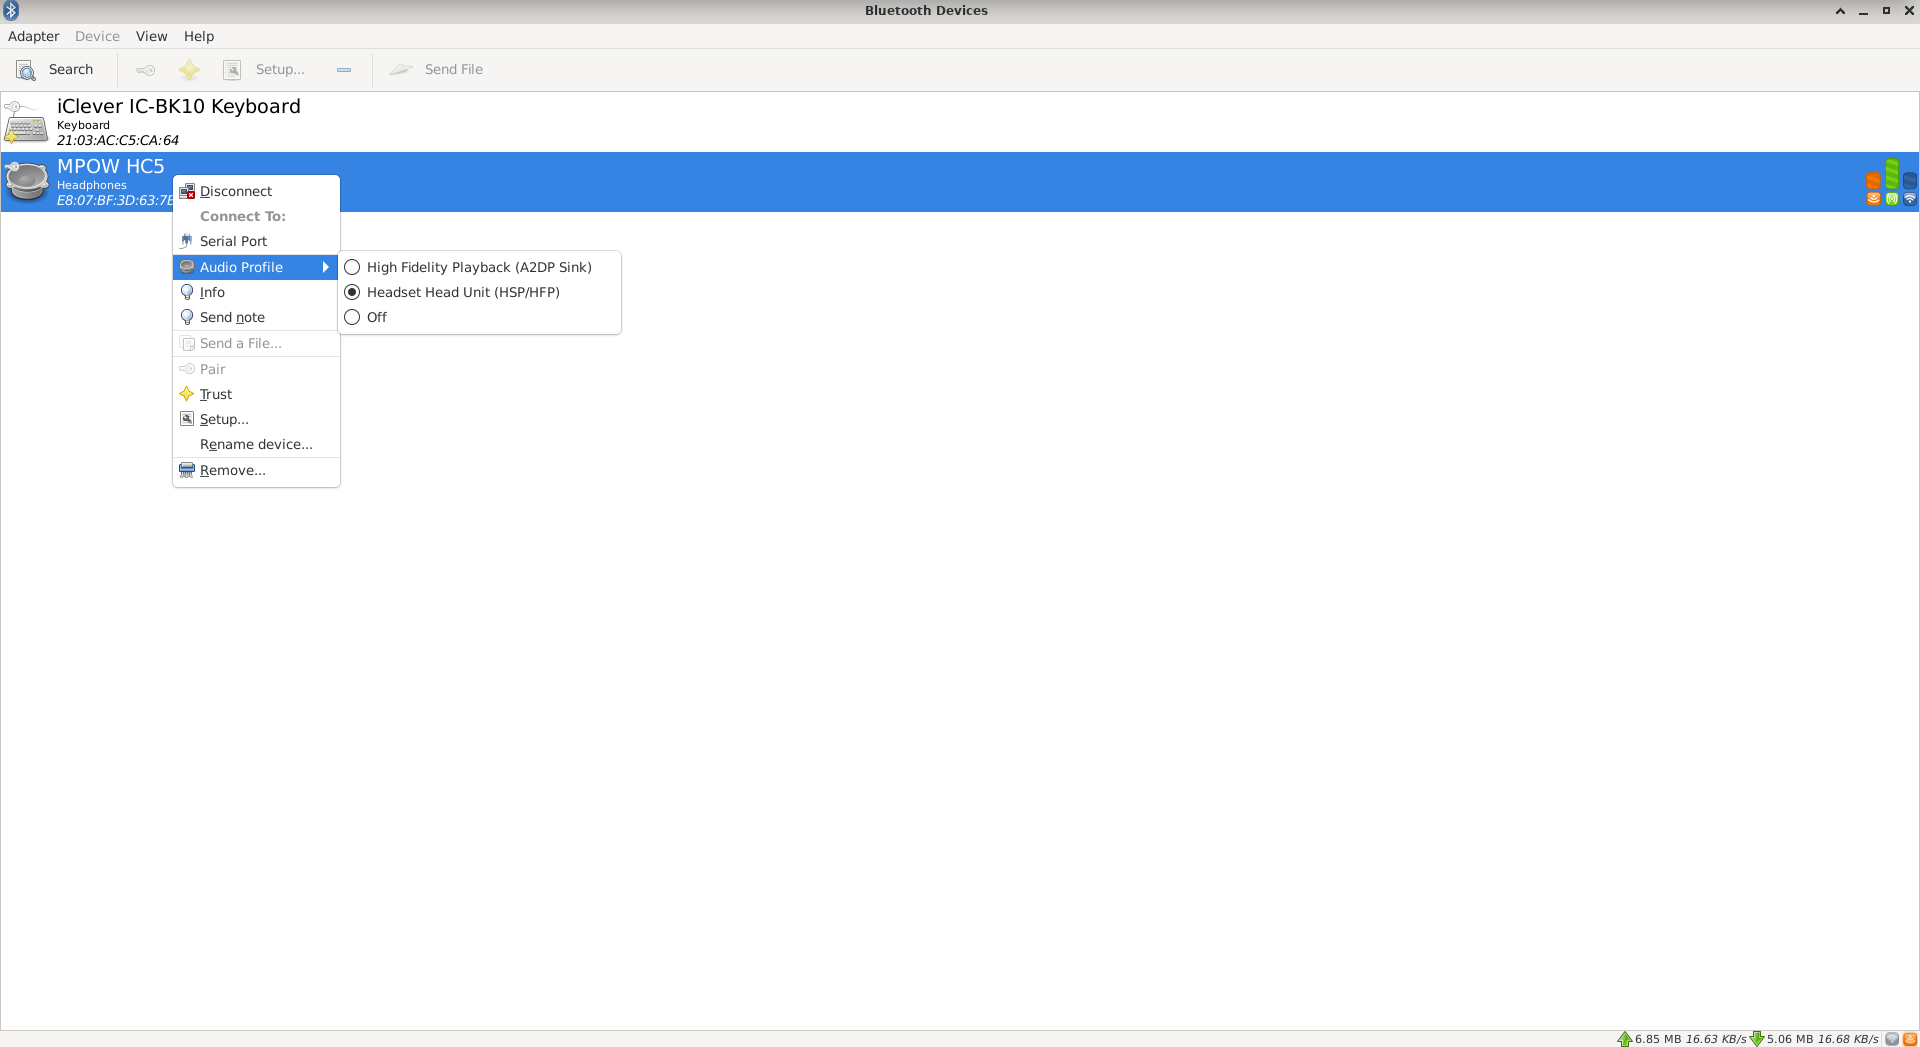 Bluetooth Devices
Adapter Device View Help
Search Setup... Send File
iClever IC-BK10 Keyboard
Keyboard
21:03:AC:C5:CA:64
MPOW HC5
Headphones
E8:07:BF:3D:63:7
Disconnect
Connect To:
Serial Port
Audio Profile
High Fidelity Playback (A2DP Sink)
Info
Headset Head Unit (HSP/HFP)
Send note
Off
Send a File...
Pair
Trust
Setup...
Rename device...
Remove...
6.85 MB 16.63 KB/s 5.06 MB 16.68 KB/s